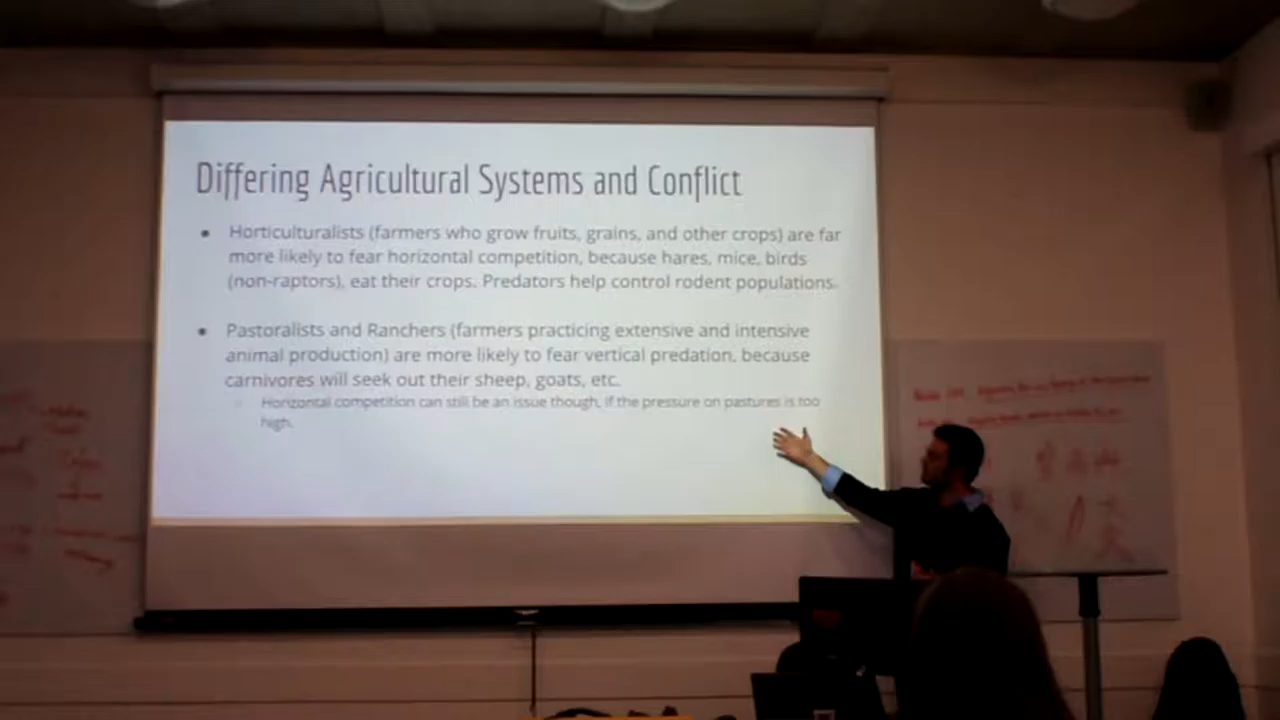 Differing Agricultural Systems and Conflict
Horticulturalists (farmers who grow fruits, grains, and other crops) are far
more likely to fear horizontal competition, because hares, mice, birds
(non-raptors), eat their crops. Predators help control rodent populations.
Pastoralists and Ranchers (farmers practicing extensive and intensive
animal production) are more likely to fear vertical predation, because
carnivores will seek out their sheep, goats, etc.
Horizontal competition can still be an issue though, if the pressure on pastures is too
high.